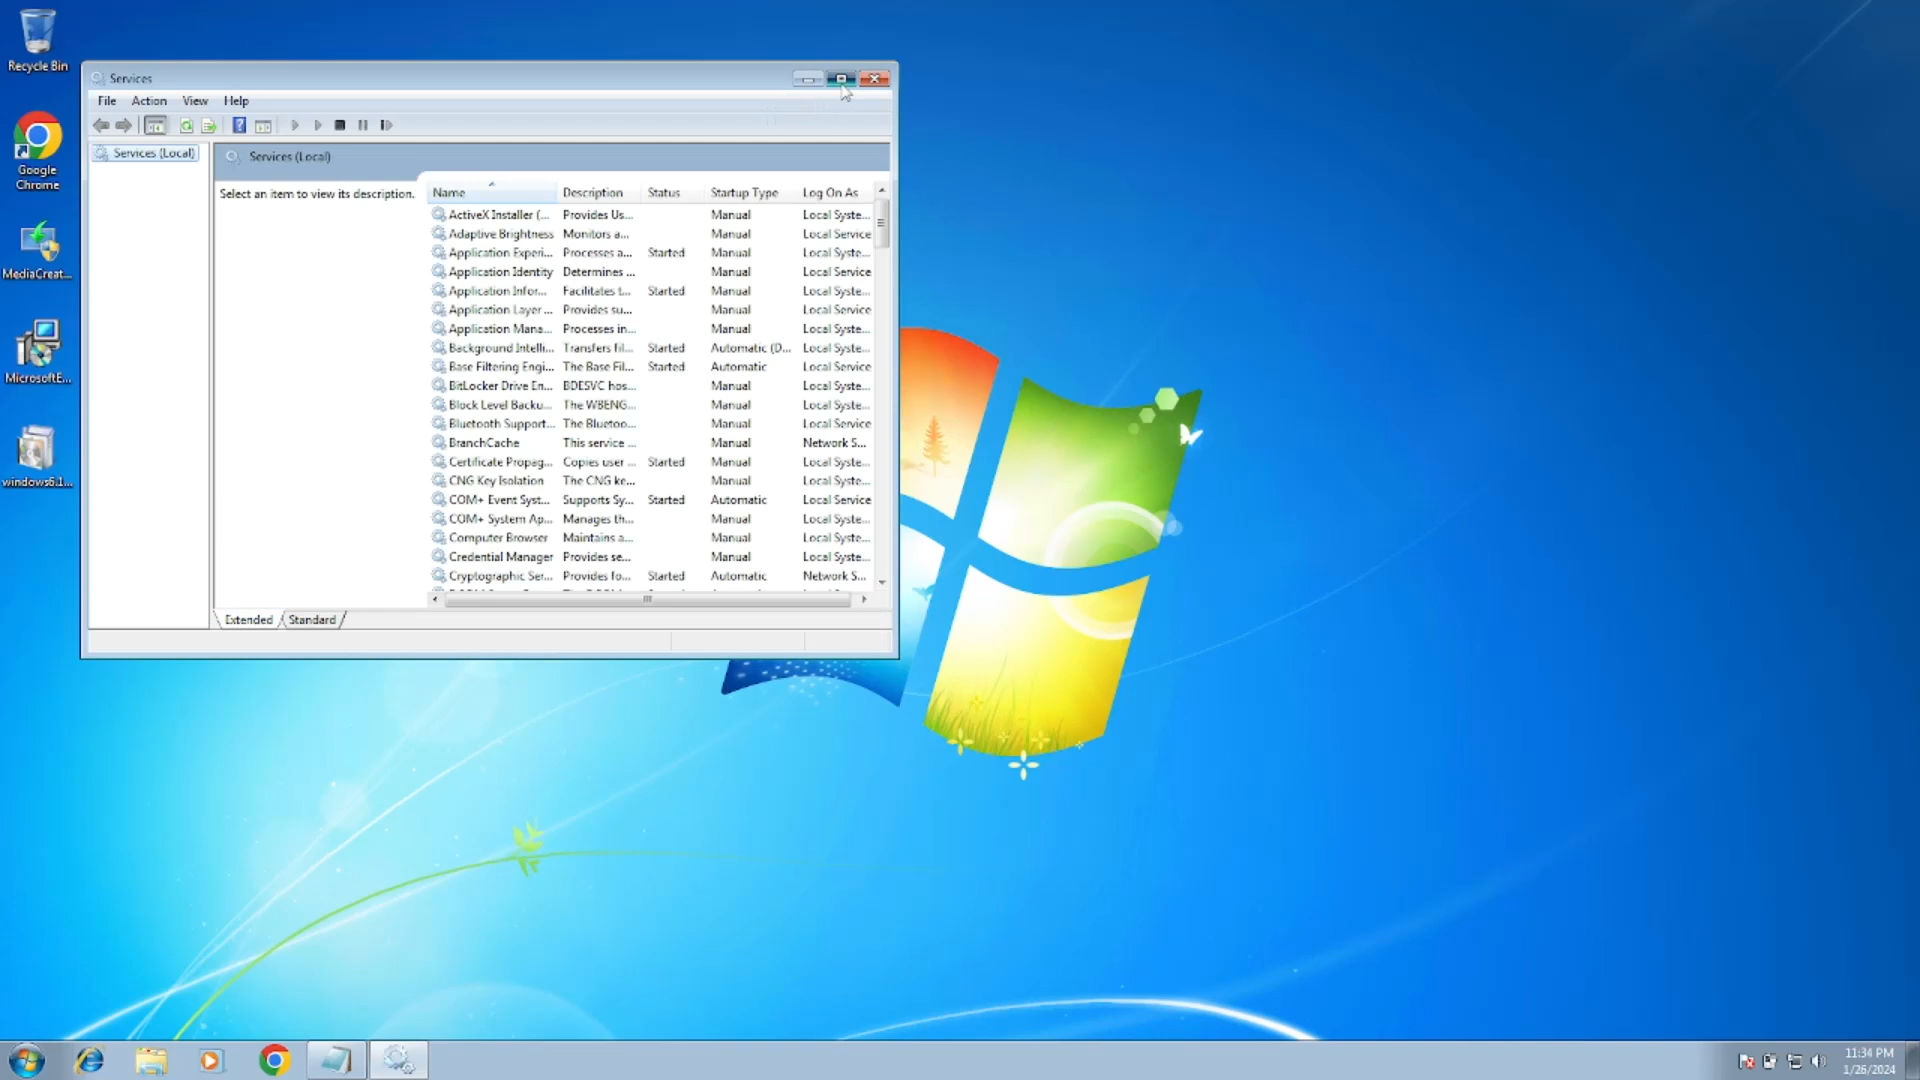 Recycle Bin
Google
Chrome
MediaCreat...
MicrosoftE...
windows6.1...
Services
File Action View Help
Services (Local)
Services (Local)
Select an item to view its description.
Name Description Status Startup Type Log On As
ActiveX Installer (... Provides Us... Manual Local Syste...
Adaptive Brightness Monitors a... Manual Local Service
Application Experi... Processes a... Started Manual Local Syste...
Application Identity Determines ... Manual Local Service
Application Infor... Facilitates t... Started Manual Local Syste...
Application Layer ... Provides su... Manual Local Service
Application Mana... Processes in... Manual Local Syste...
Background Intelli... Transfers fil... Started Automatic (D... Local Syste...
Base Filtering Engi... The Base Fil... Started Automatic Local Service
BitLocker Drive En... BDESVC hos... Manual Local Syste...
Block Level Backu... The WBENG... Manual Local Syste...
Bluetooth Support... The Bluetoo... Manual Local Service
BranchCache This service ... Manual Network S...
Certificate Propag... Copies user ... Started Manual Local Syste...
CNG Key Isolation The CNG ke... Manual Local Syste...
COM+ Event Syst... Supports Sy... Started Automatic Local Service
COM+ System Ap... Manages th... Manual Local Syste...
Computer Browser Maintains a... Manual Local Syste...
Credential Manager Provides se... Manual Local Syste...
Cryptographic Ser... Provides fo... Started Automatic Network S...
Extended Standard
11:34 PM
1/26/2024